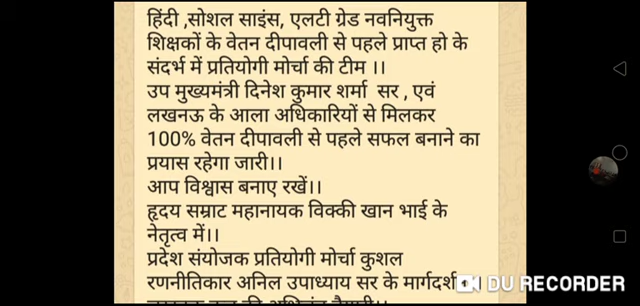 हिंदी ,सोशल साइंस, एलटी ग्रेड नवनियुक्त
शिक्षकों के वेतन दीपावली से पहले प्राप्त हो के
संदर्भ में प्रतियोगी मोर्चा की टीम ।।
उप मुख्यमंत्री दिनेश कुमार शर्मा सर , एवं
लखनऊ के आला अधिकारियों से मिलकर
100% वेतन दीपावली से पहले सफल बनाने का
प्रयास रहेगा जारी।।
आप विश्वास बनाए रखें।।
हृदय सम्राट महानायक विक्की खान भाई के
नेतृत्व में।।
प्रदेश संयोजक प्रतियोगी मोर्चा कुशल
रणनीतिकार अनिल उपाध्याय सर के
DU RECORDER